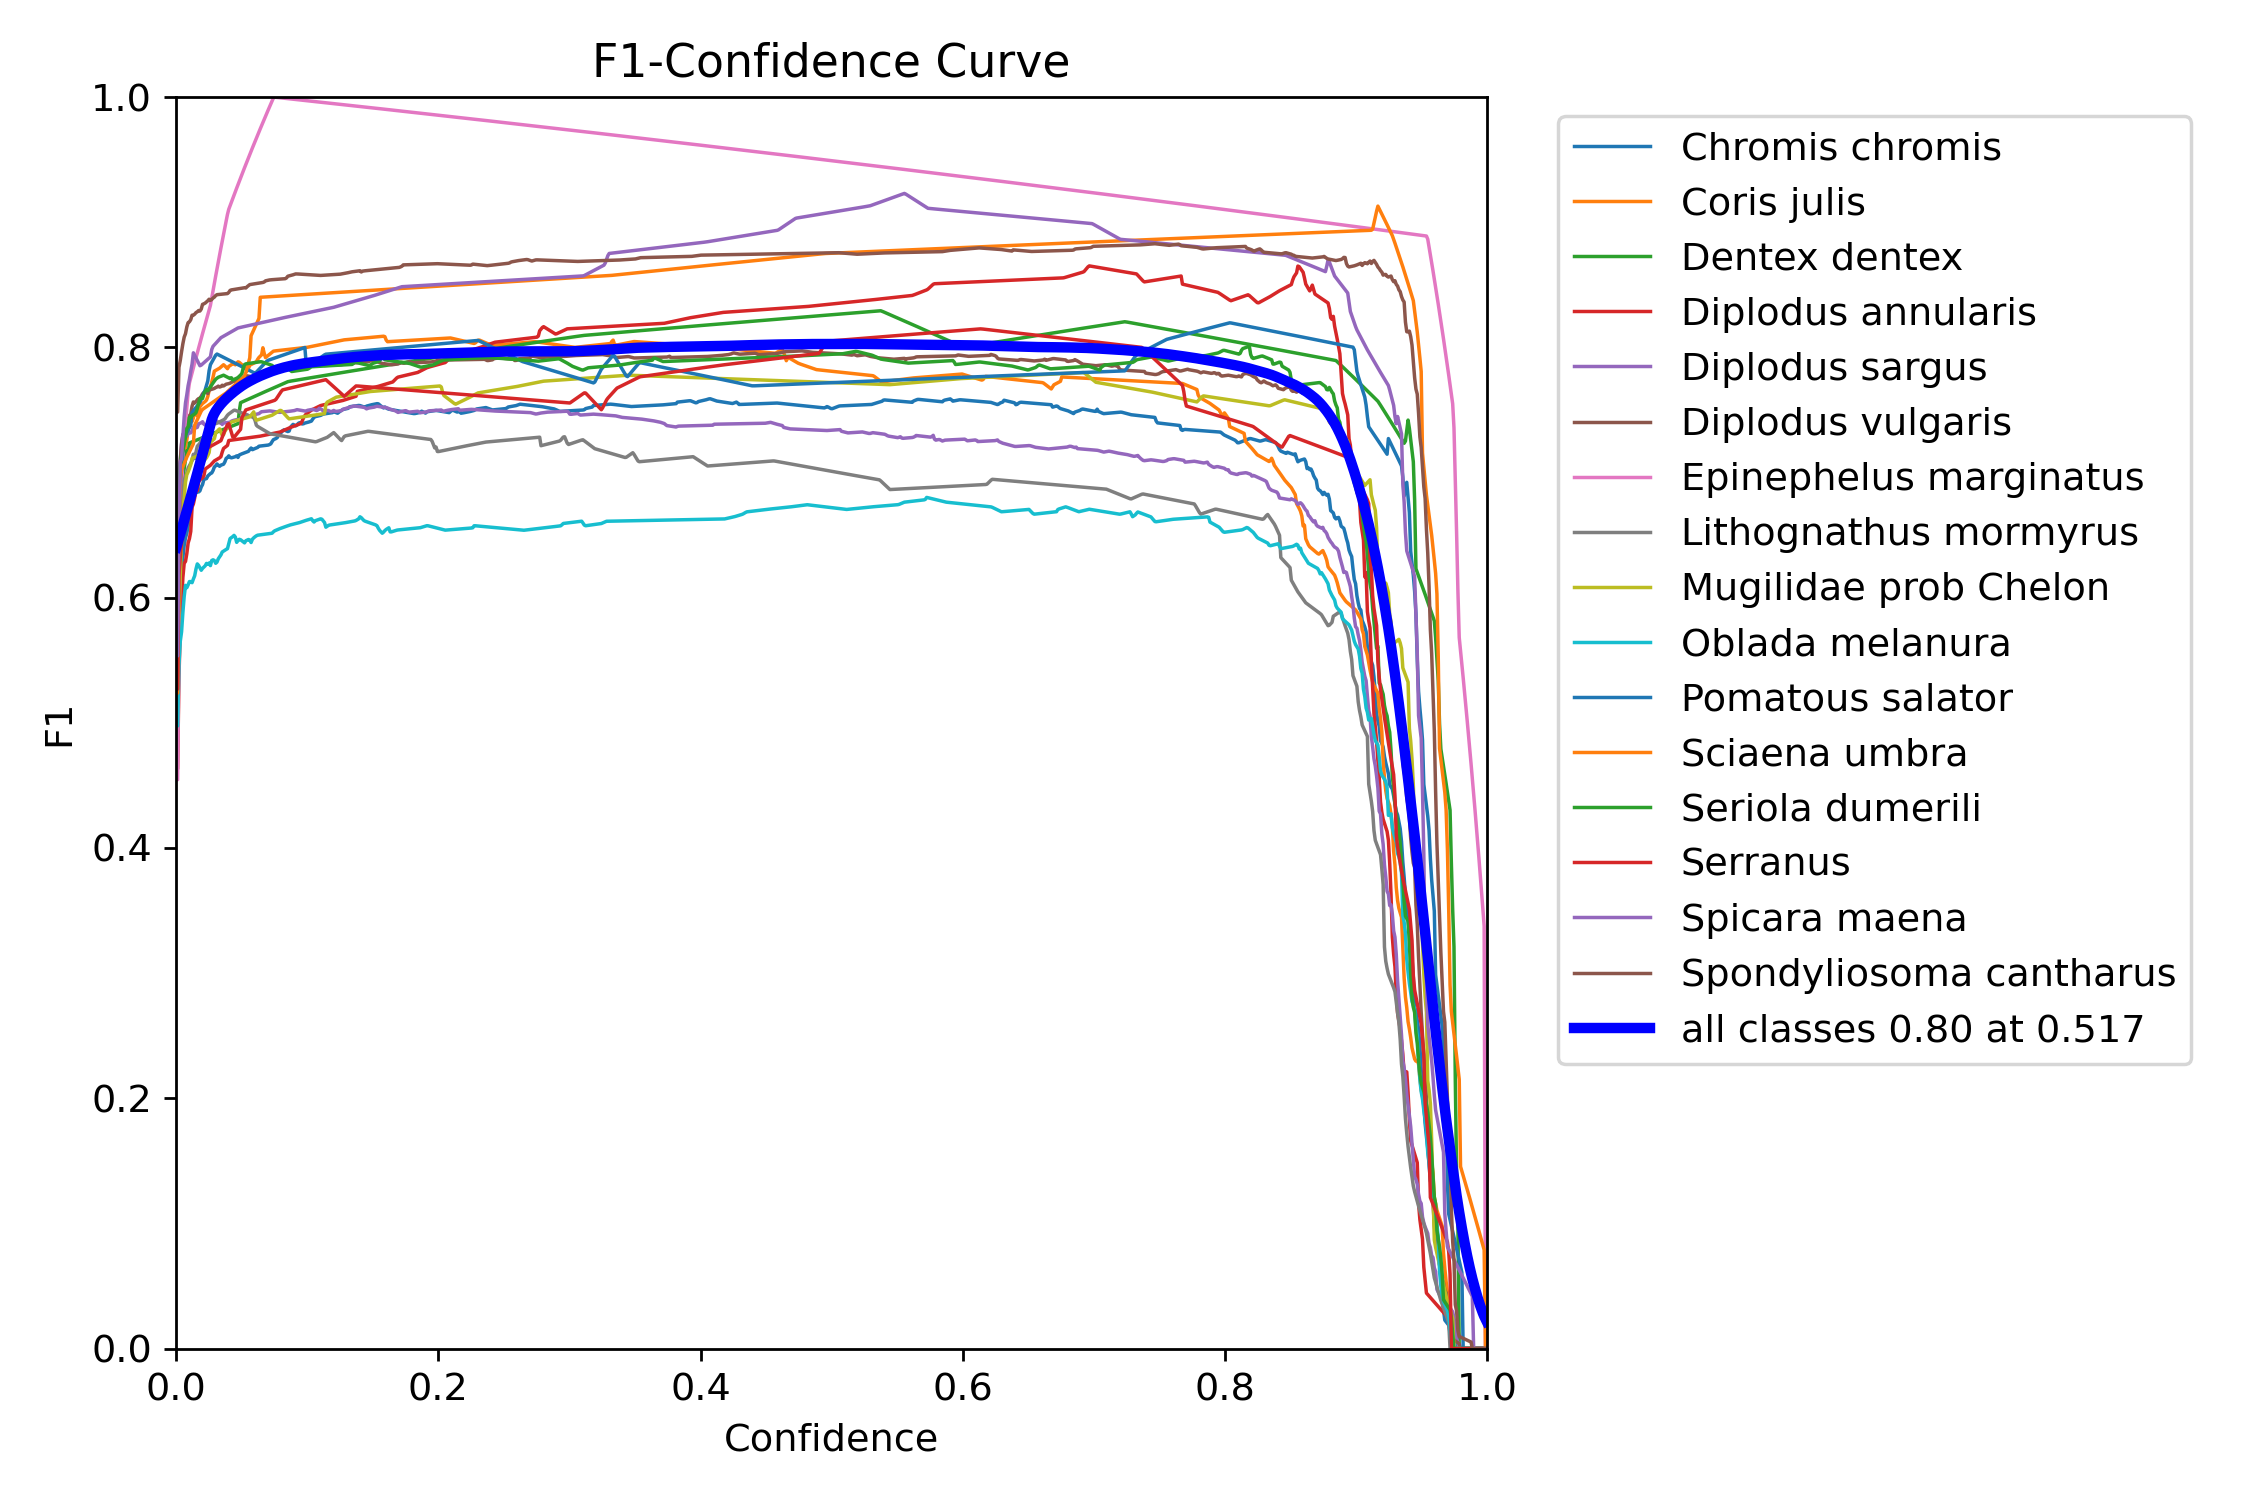 F1-Confidence Curve
1.0
0.8
0.6
0.4
0.2
0.0
F1
0.0 0.2 0.4 0.6 0.8 1.0
Confidence
Chromis chromis
Coris julis
Dentex dentex
Diplodus annularis
Diplodus sargus
Diplodus vulgaris
Epinephelus marginatus
Lithognathus mormyrus
Mugilidae prob Chelon
Oblada melanura
Pomatous salator
Sciaena umbra
Seriola dumerili
Serranus
Spicara maena
Spondyliosoma cantharus
all classes 0.80 at 0.517